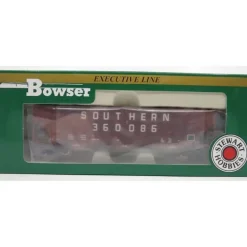 EXECUTIVE LINE
Bowser
SOUTHERN
360086
STEWART
HOBBIES